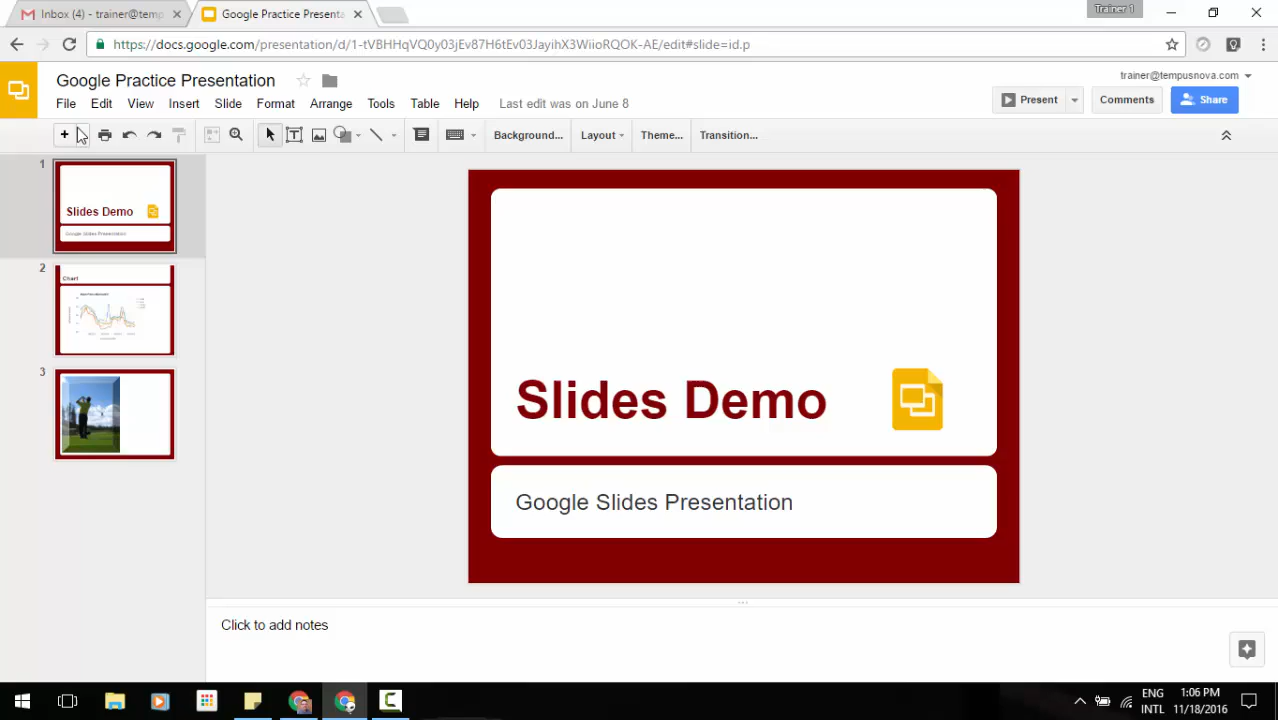 Inbox (4) - trainer@temp
Google Practice Presenta
Trainer 1
https://docs.google.com/presentation/d/1-tVBHHqVQ0y03jEv87H6tEv03JayihX3WiioRQOK-AE/edit#slide=id.p
Google Practice Presentation
trainer@tempusnova.com
File Edit View Insert Slide Format Arrange Tools Table Help Last edit was on June 8
Present Comments Share
Background... Layout Theme... Transition...
1
Slides Demo
Google Slides Presentation
2
Chart
3
Slides Demo
Google Slides Presentation
Click to add notes
ENG 1:06 PM
INTL 11/18/2016